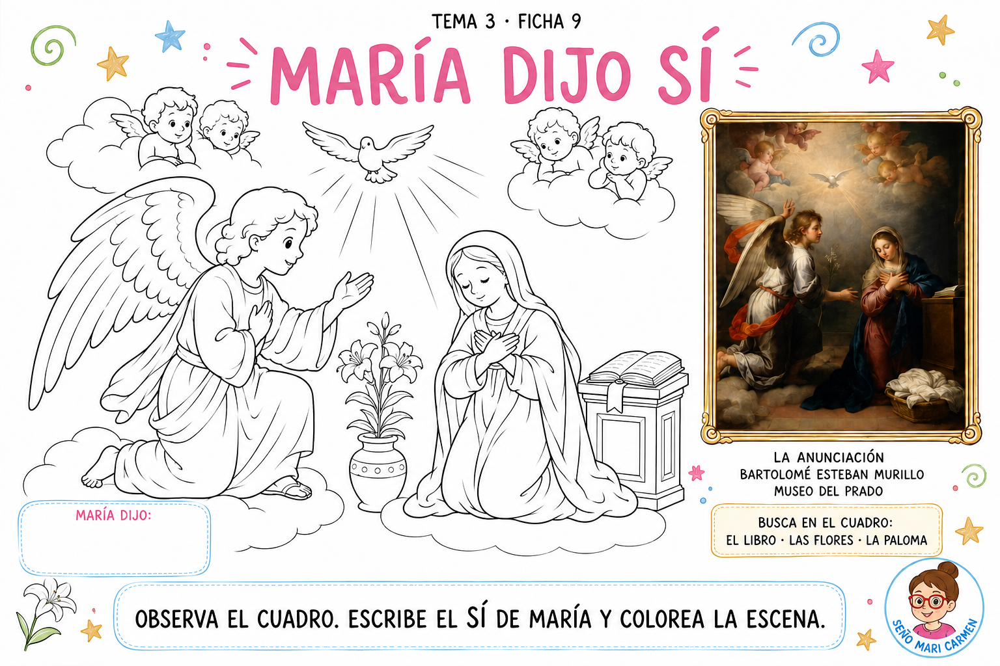 TEMA 3 · FICHA 9
MARÍA DIJO SÍ
LA ANUNCIACIÓN
BARTOLOMÉ ESTEBAN MURILLO
MUSEO DEL PRADO
MARÍA DIJO:
BUSCA EN EL CUADRO:
EL LIBRO · LAS FLORES · LA PALOMA
OBSERVA EL CUADRO. ESCRIBE EL SÍ DE MARÍA Y COLOREA LA ESCENA.
SEÑO MARI CARMEN